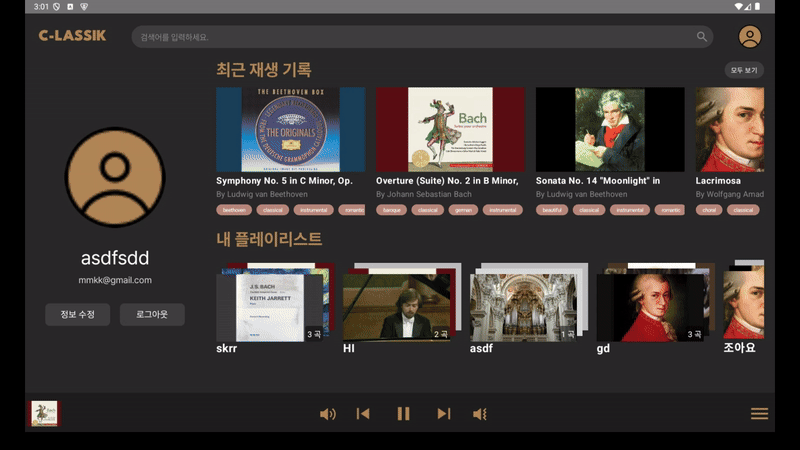 3:01
C-LASSIK
검색어를 입력하세요.
최근 재생 기록
모두 보기
THE BEETHOVEN BOX
THE ORIGINALS
Bach
Symphony No. 5 in C Minor, Op.
Overture (Suite) No. 2 in B Minor,
Sonata No. 14 "Moonlight" in
Lacrimosa
By Ludwig van Beethoven
By Johann Sebastian Bach
By Ludwig van Beethoven
By Wolfgang Amad
beethoven classical instrumental romantic
baroque classical german instrumental
beautiful classical instrumental romantic
choral classical
asdfsdd
mmkk@gmail.com
정보 수정
로그아웃
내 플레이리스트
J.S. BACH
KEITH JARRETT
3 곡
2 곡
1 곡
3 곡
skrr
HI
asdf
gd
조아요